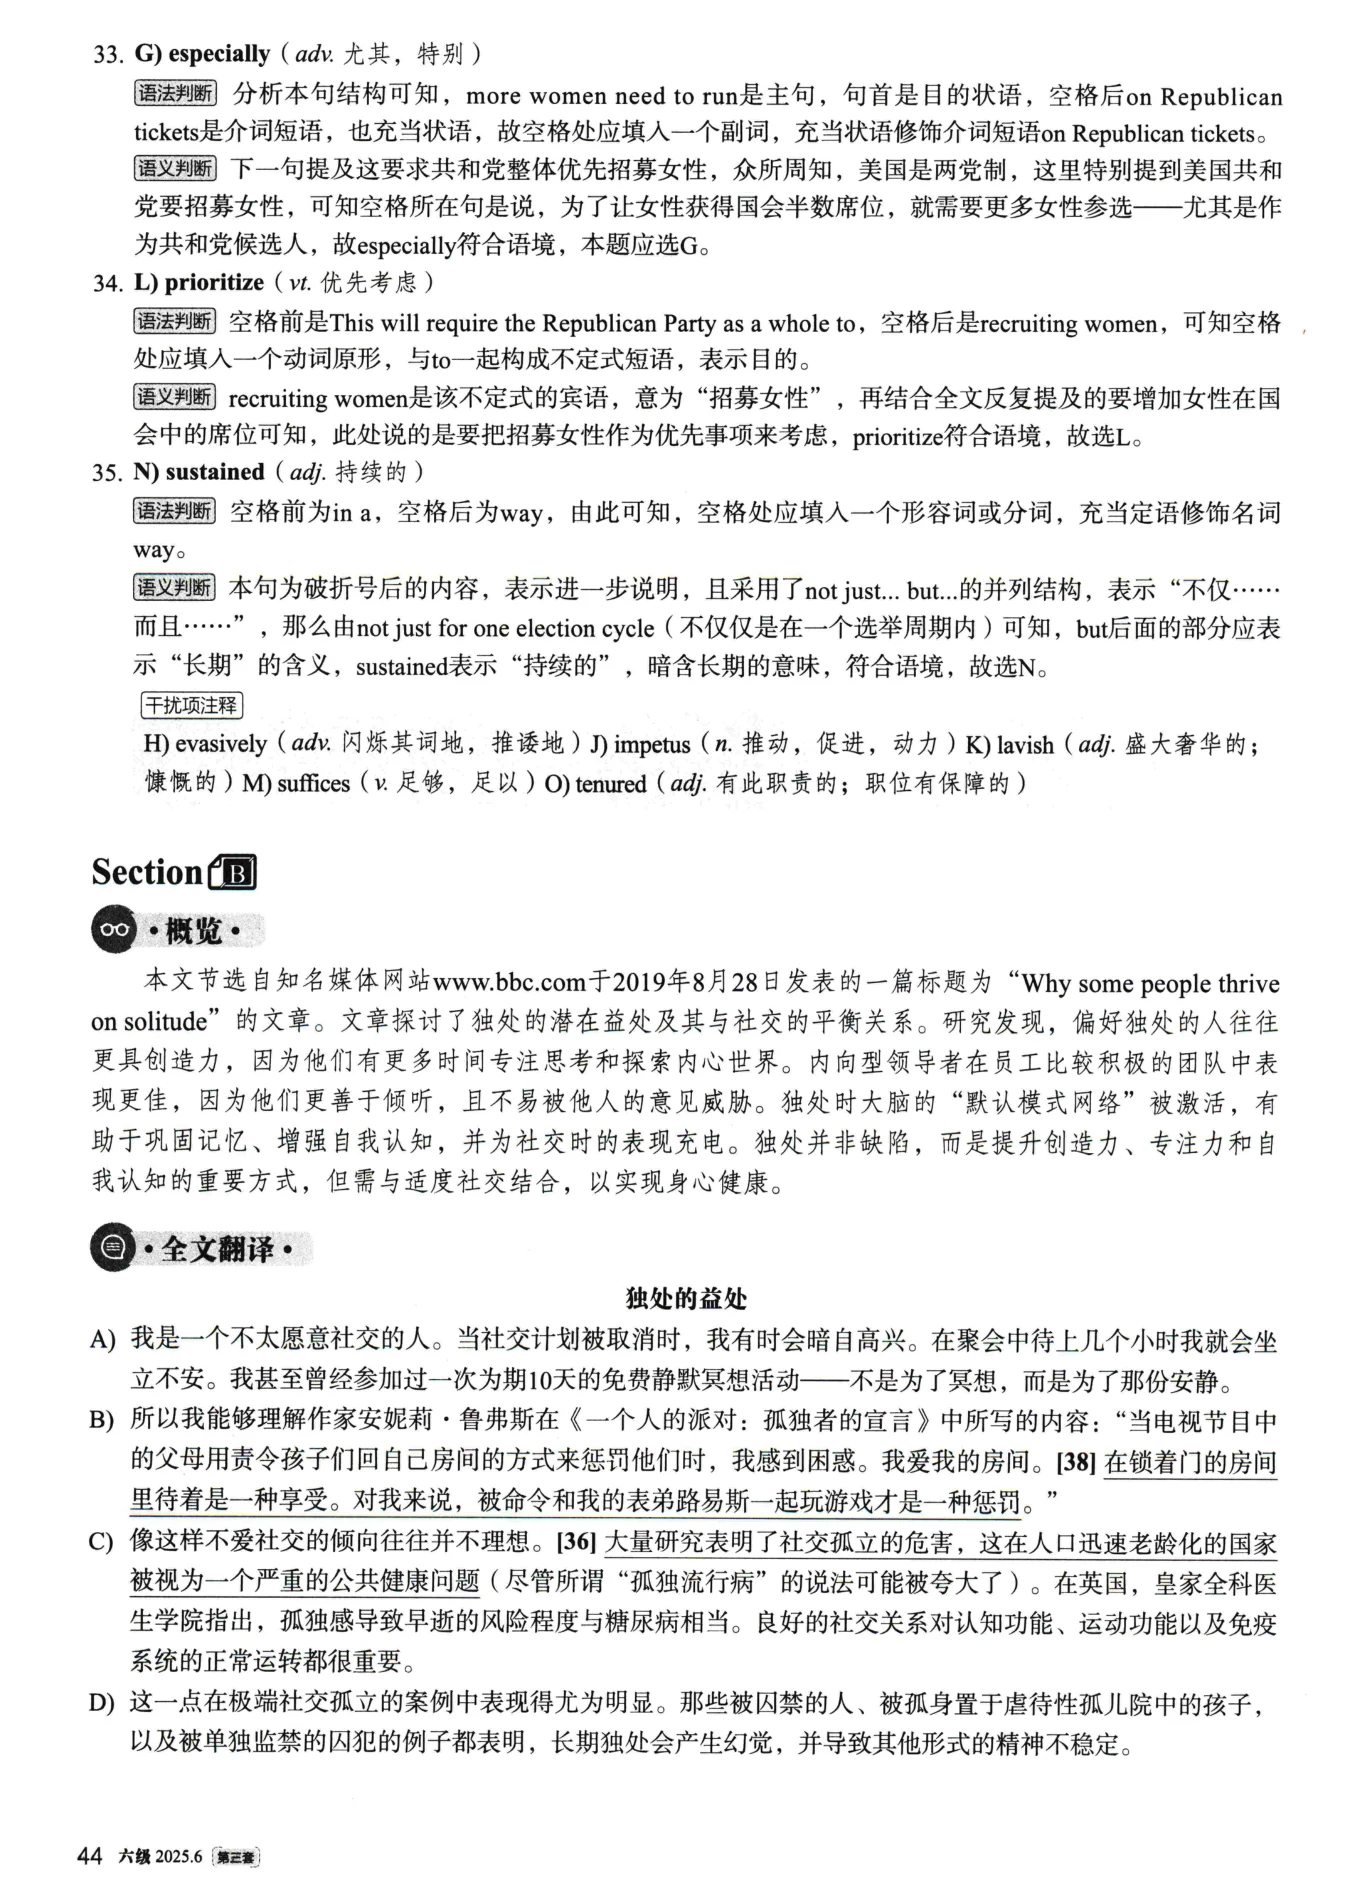 33. G) especially（adv. 尤其，特别）
语法判断 分析本句结构可知，more women need to run是主句，句首是目的状语，空格后on Republican
tickets是介词短语，也充当状语，故空格处应填入一个副词，充当状语修饰介词短语on Republican tickets。
语义判断 下一句提及这要求共和党整体优先招募女性，众所周知，美国是两党制，这里特别提到美国共和
党要招募女性，可知空格所在句是说，为了让女性获得国会半数席位，就需要更多女性参选——尤其是作
为共和党候选人，故especially符合语境，本题应选G。
34. L) prioritize（vt. 优先考虑）
语法判断 空格前是This will require the Republican Party as a whole to，空格后是recruiting women，可知空格
处应填入一个动词原形，与to一起构成不定式短语，表示目的。
语义判断 recruiting women是该不定式的宾语，意为“招募女性”，再结合全文反复提及的要增加女性在国
会中的席位可知，此处说的是要把招募女性作为优先事项来考虑，prioritize符合语境，故选L。
35. N) sustained（adj. 持续的）
语法判断 空格前为in a，空格后为way，由此可知，空格处应填入一个形容词或分词，充当定语修饰名词
way。
语义判断 本句为破折号后的内容，表示进一步说明，且采用了not just... but...的并列结构，表示“不仅……
而且……”，那么由not just for one election cycle（不仅仅是在一个选举周期内）可知，but后面的部分应表
示“长期”的含义，sustained表示“持续的”，暗含长期的意味，符合语境，故选N。
干扰项注释
H) evasively（adv. 闪烁其词地，推诿地）J) impetus（n. 推动，促进，动力）K) lavish（adj. 盛大奢华的；
慷慨的）M) suffices（v. 足够，足以）O) tenured（adj. 有此职责的；职位有保障的）
Section B
·概览·
本文节选自知名媒体网站www.bbc.com于2019年8月28日发表的一篇标题为“Why some people thrive
on solitude”的文章。文章探讨了独处的潜在益处及其与社交的平衡关系。研究发现，偏好独处的人往往
更具创造力，因为他们有更多时间专注思考和探索内心世界。内向型领导者在员工比较积极的团队中表
现更佳，因为他们更善于倾听，且不易被他人的意见威胁。独处时大脑的“默认模式网络”被激活，有
助于巩固记忆、增强自我认知，并为社交时的表现充电。独处并非缺陷，而是提升创造力、专注力和自
我认知的重要方式，但需与适度社交结合，以实现身心健康。
·全文翻译·
独处的益处
A) 我是一个不太愿意社交的人。当社交计划被取消时，我有时会暗自高兴。在聚会中待上几个小时我就会坐
立不安。我甚至曾经参加过一次为期10天的免费静默冥想活动——不是为了冥想，而是为了那份安静。
B) 所以我能够理解作家安妮莉·鲁弗斯在《一个人的派对：孤独者的宣言》中所写的内容：“当电视节目中
的父母用责令孩子们回自己房间的方式来惩罚他们时，我感到困惑。我爱我的房间。[38] 在锁着门的房间
里待着是一种享受。对我来说，被命令和我的表弟路易斯一起玩游戏才是一种惩罚。”
C) 像这样不爱社交的倾向往往并不理想。[36] 大量研究表明了社交孤立的危害，这在人口迅速老龄化的国家
被视为一个严重的公共健康问题（尽管所谓“孤独流行病”的说法可能被夸大了）。在英国，皇家全科医
生学院指出，孤独感导致早逝的风险程度与糖尿病相当。良好的社交关系对认知功能、运动功能以及免疫
系统的正常运转都很重要。
D) 这一点在极端社交孤立的案例中表现得尤为明显。那些被囚禁的人、被孤身置于虐待性孤儿院中的孩子，
以及被单独监禁的囚犯的例子都表明，长期独处会产生幻觉，并导致其他形式的精神不稳定。
44 六级 2025.6 第三套